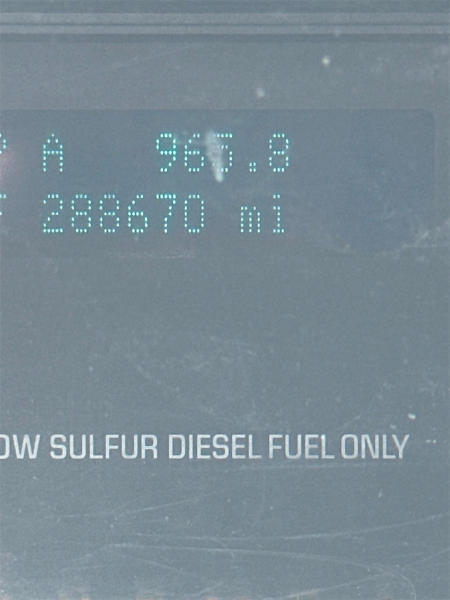 A 965.8
288670 mi
OW SULFUR DIESEL FUEL ONLY